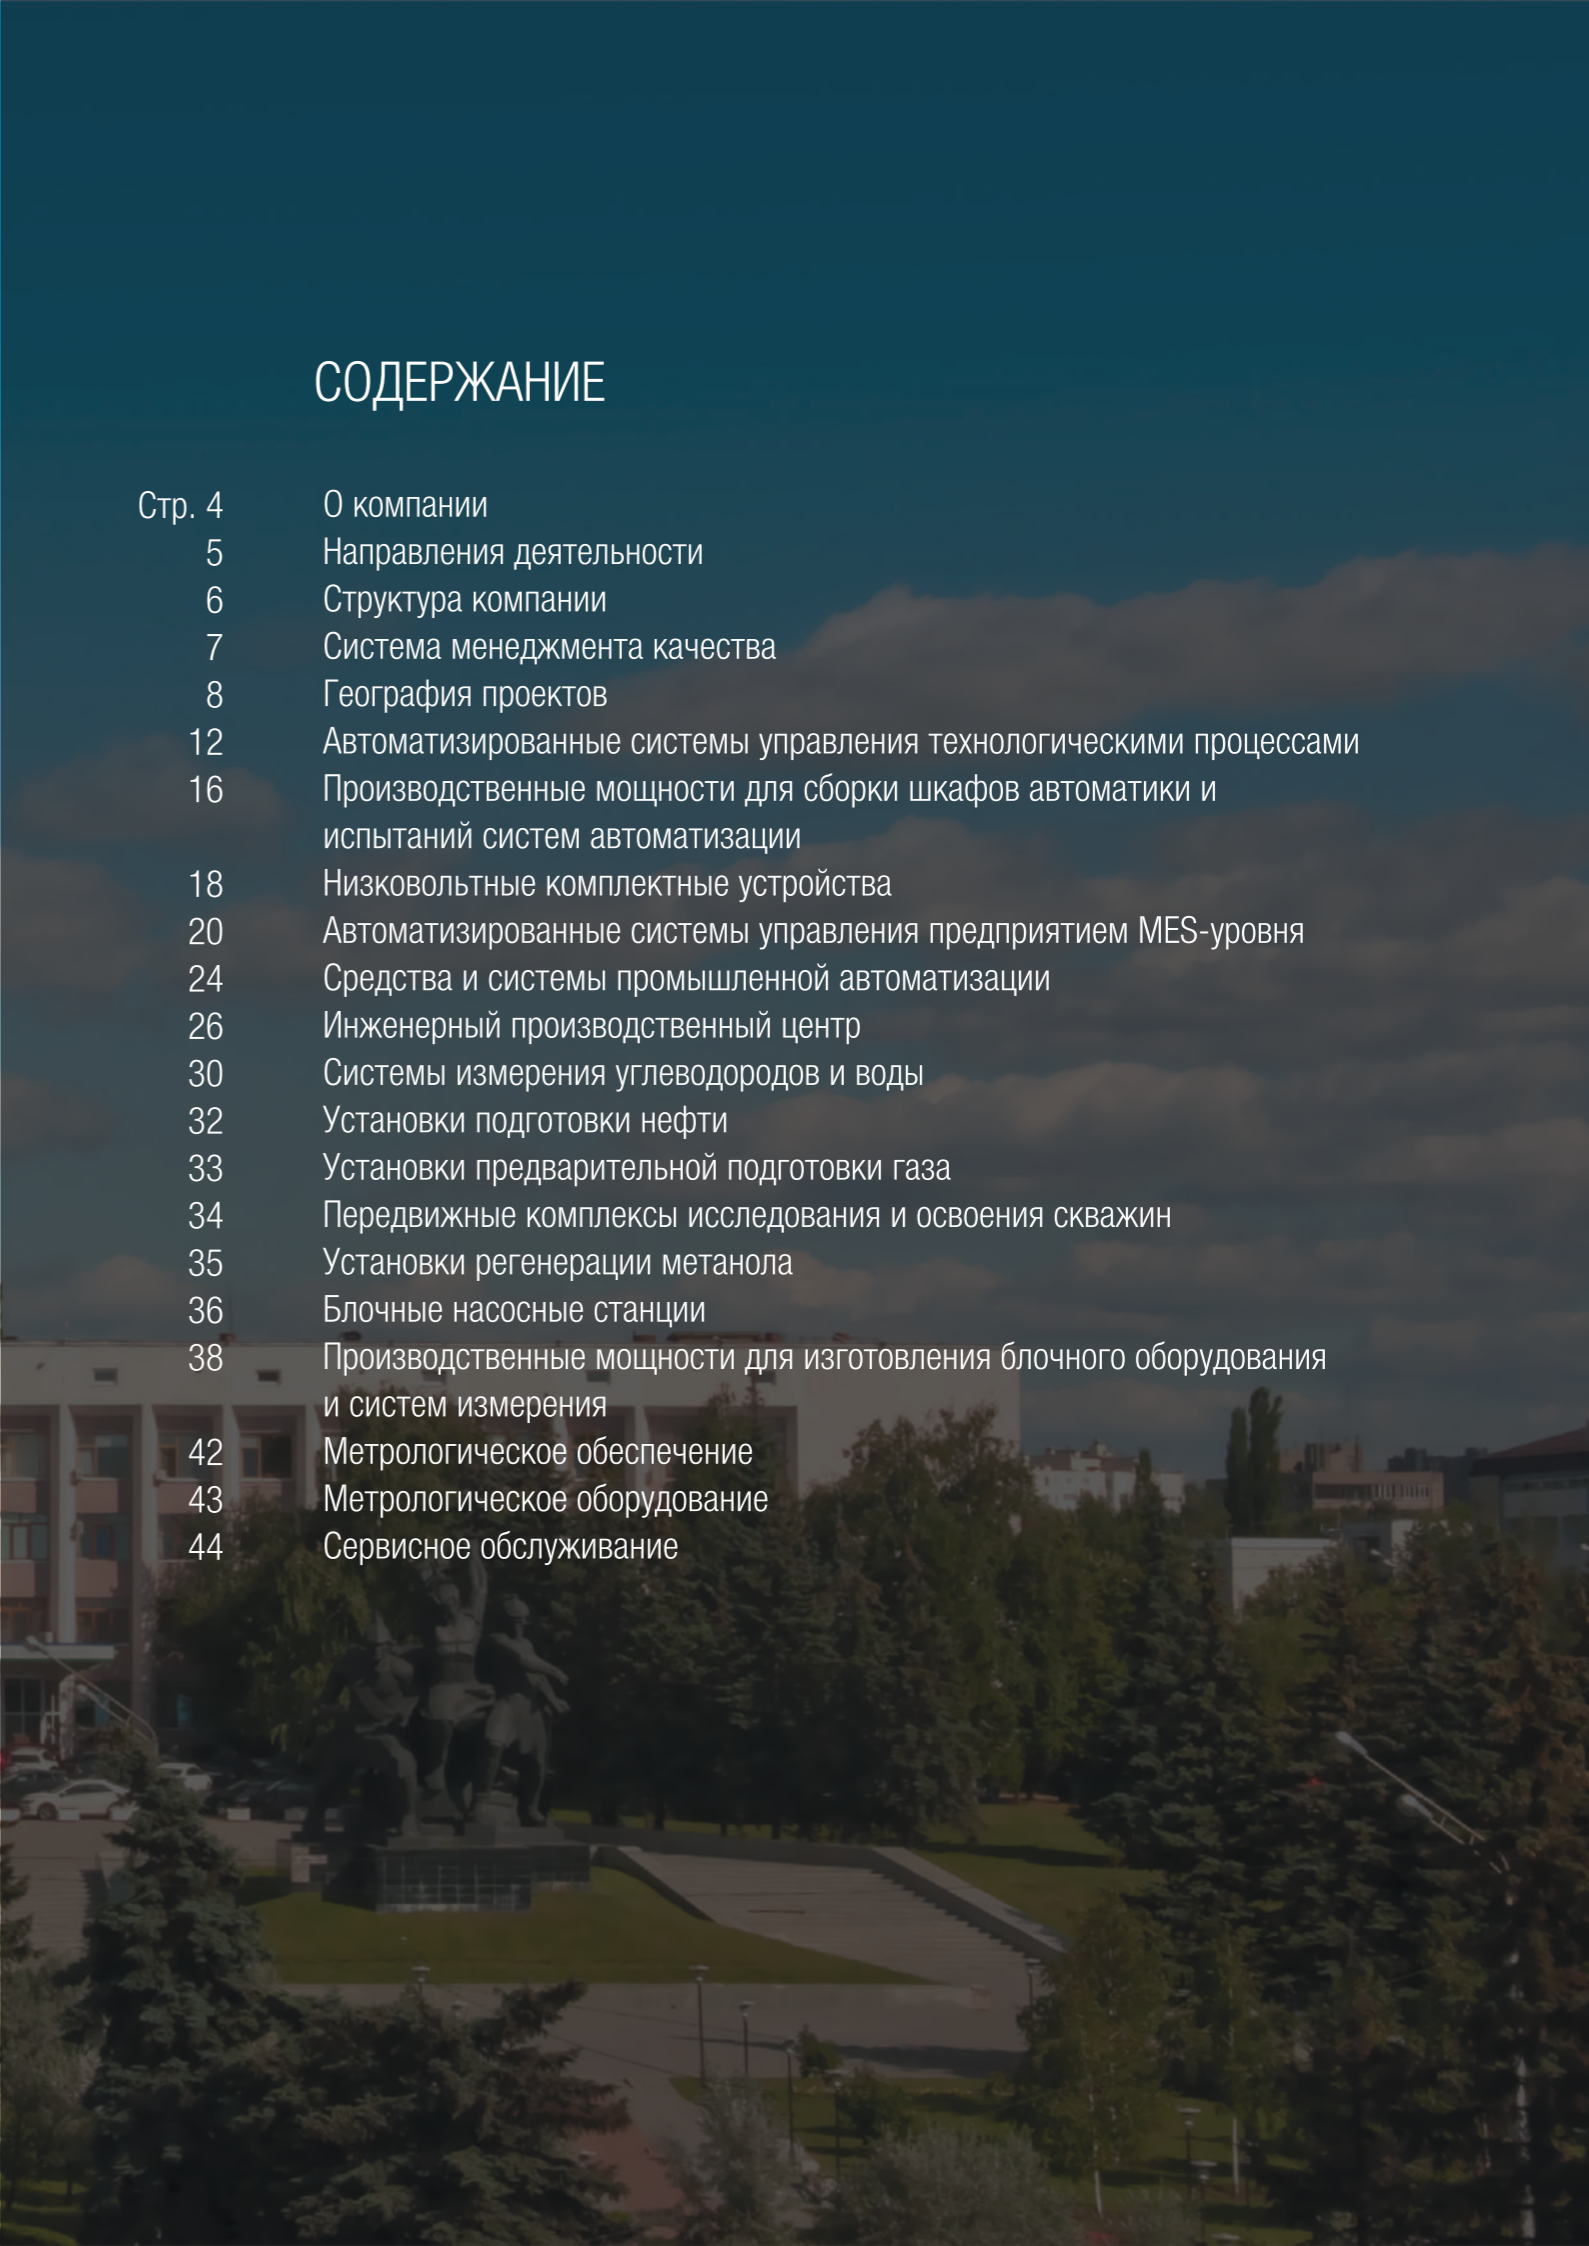 СОДЕРЖАНИЕ
Стр. 4 О компании
5 Направления деятельности
6 Структура компании
7 Система менеджмента качества
8 География проектов
12 Автоматизированные системы управления технологическими процессами
16 Производственные мощности для сборки шкафов автоматики и
испытаний систем автоматизации
18 Низковольтные комплектные устройства
20 Автоматизированные системы управления предприятием MES-уровня
24 Средства и системы промышленной автоматизации
26 Инженерный производственный центр
30 Системы измерения углеводородов и воды
32 Установки подготовки нефти
33 Установки предварительной подготовки газа
34 Передвижные комплексы исследования и освоения скважин
35 Установки регенерации метанола
36 Блочные насосные станции
38 Производственные мощности для изготовления блочного оборудования
и систем измерения
42 Метрологическое обеспечение
43 Метрологическое оборудование
44 Сервисное обслуживание